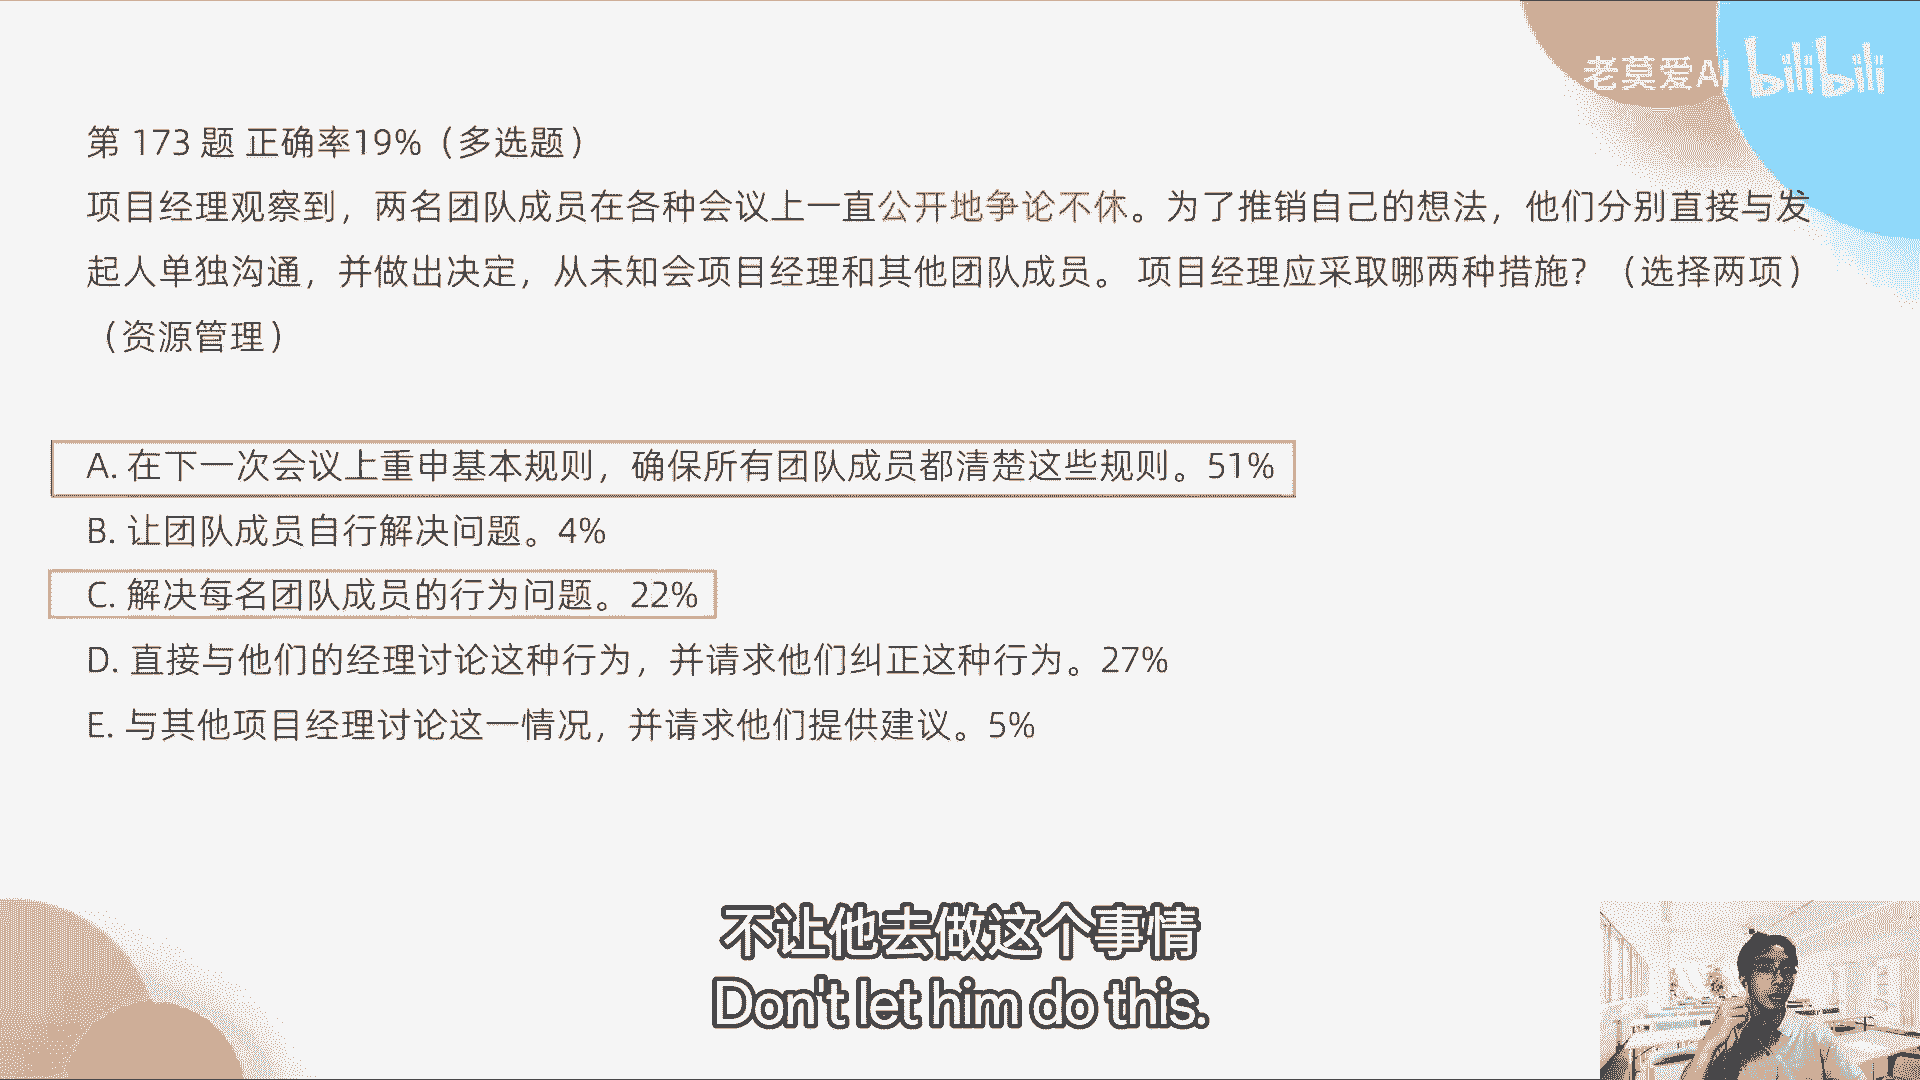 老莫爱AI bilibili
第 173 题 正确率19%（多选题）
项目经理观察到，两名团队成员在各种会议上一直公开地争论不休。为了推销自己的想法，他们分别直接与发
起人单独沟通，并做出决定，从未知会项目经理和其他团队成员。 项目经理应采取哪两种措施？（选择两项）
（资源管理）
A. 在下一次会议上重申基本规则，确保所有团队成员都清楚这些规则。51%
B. 让团队成员自行解决问题。4%
C. 解决每名团队成员的行为问题。22%
D. 直接与他们的经理讨论这种行为，并请求他们纠正这种行为。27%
E. 与其他项目经理讨论这一情况，并请求他们提供建议。5%
不让他去做这个事情
Don't let him do this.